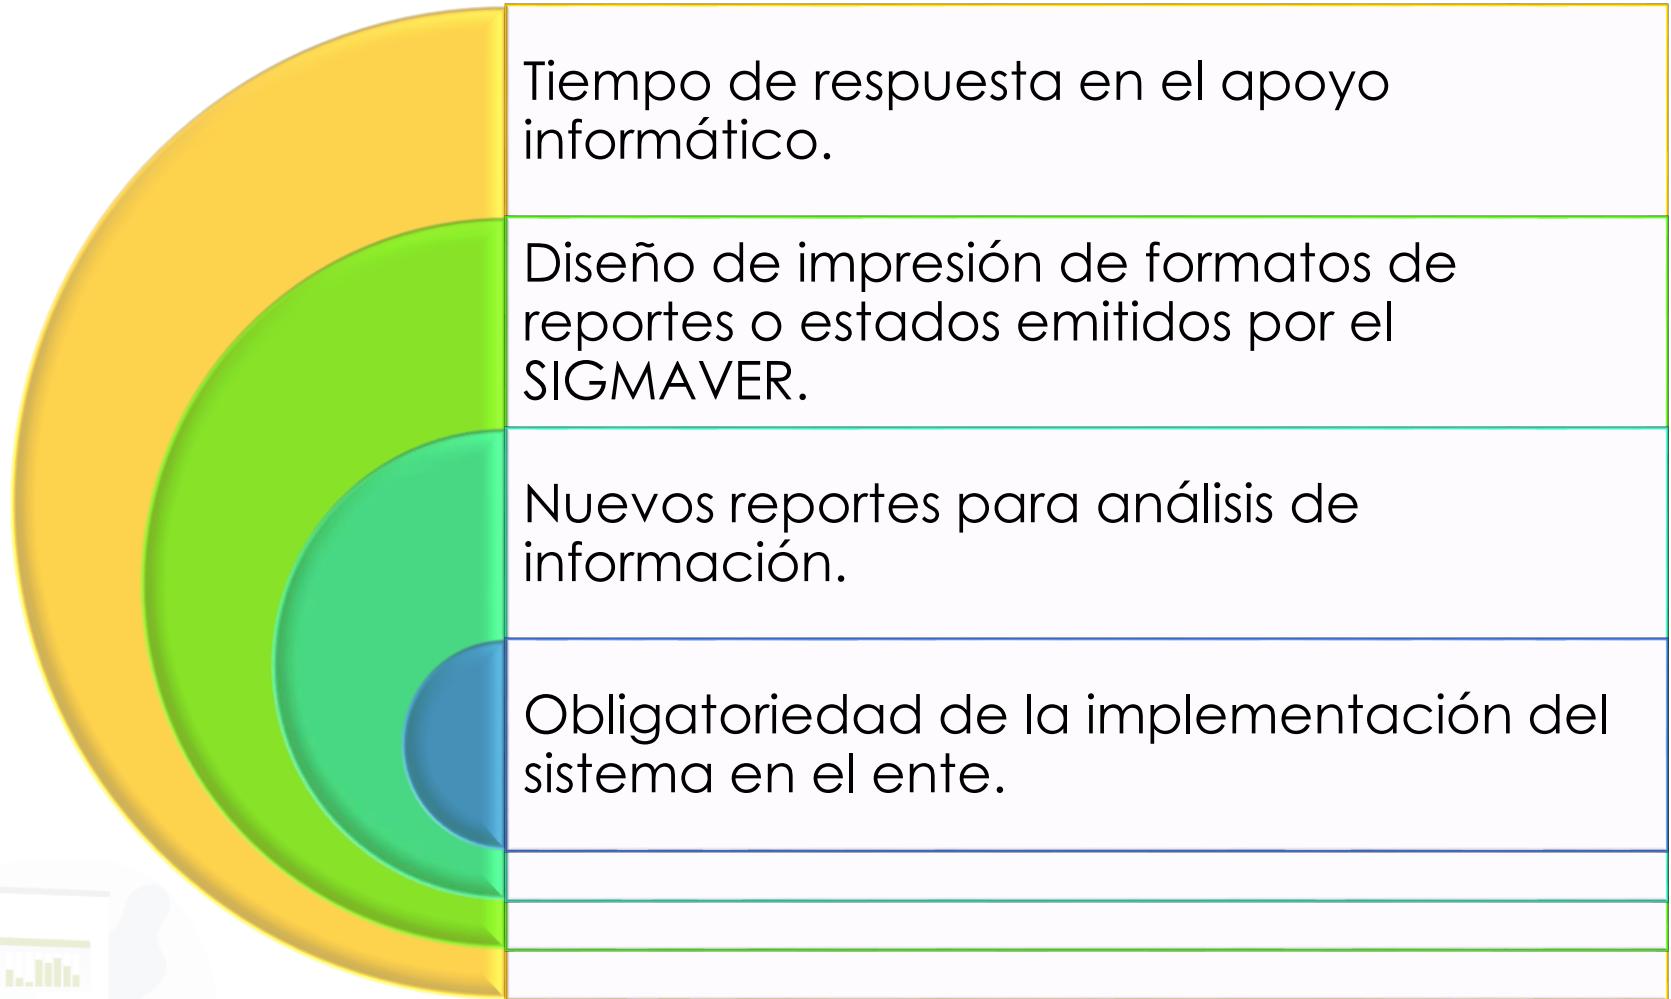 Tiempo de respuesta en el apoyo
informático.
Diseño de impresión de formatos de
reportes o estados emitidos por el
SIGMAVER.
Nuevos reportes para análisis de
información.
Obligatoriedad de la implementación del
sistema en el ente.